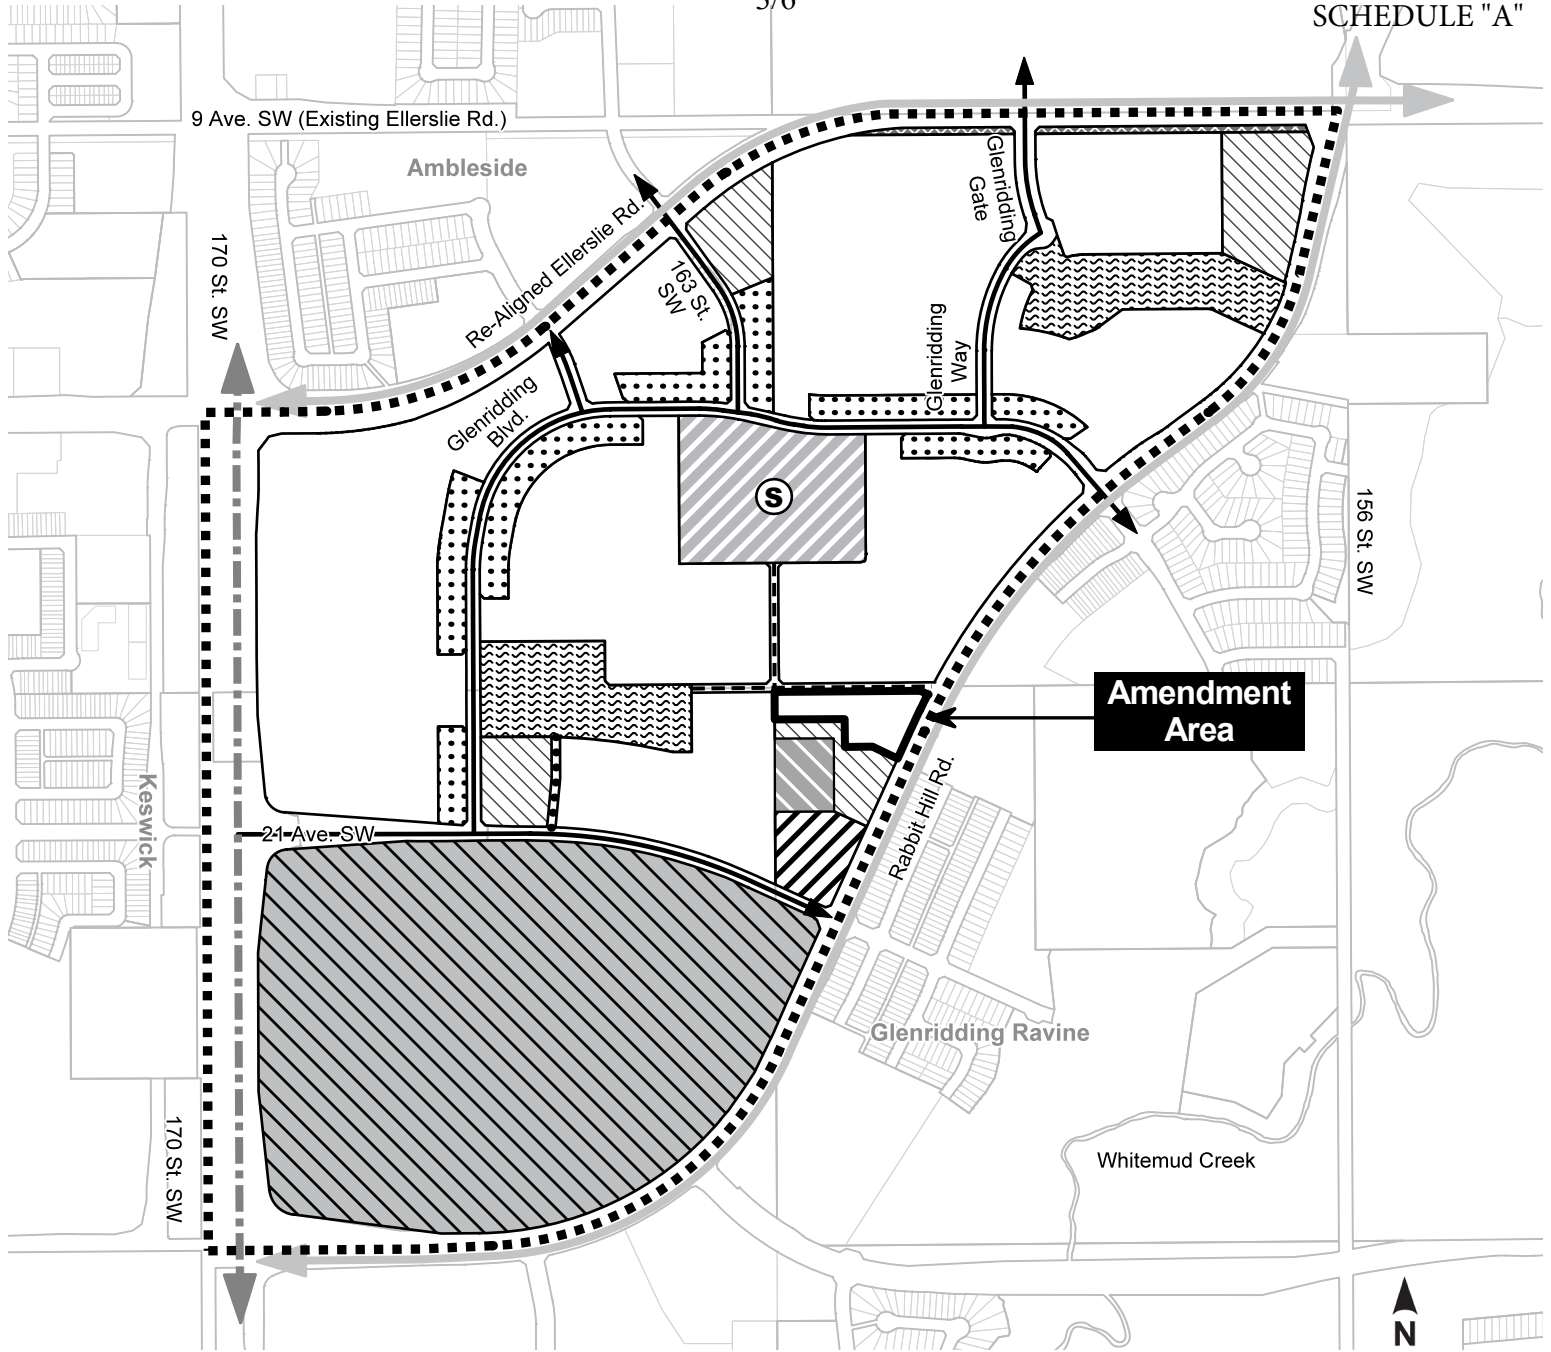 5/6
SCHEDULE "A"
9 Ave. SW (Existing Ellerslie Rd.)
Ambleside
Glenridding
Gate
170 St. SW
Re-Aligned Ellerslie Rd.
163 St.
SW
Glenridding
Way
Glenridding
Blvd.
S
156 St. SW
Amendment
Area
Keswick
Rabbit Hill Rd.
21 Ave. SW
Glenridding Ravine
170 St. SW
Whitemud Creek
N